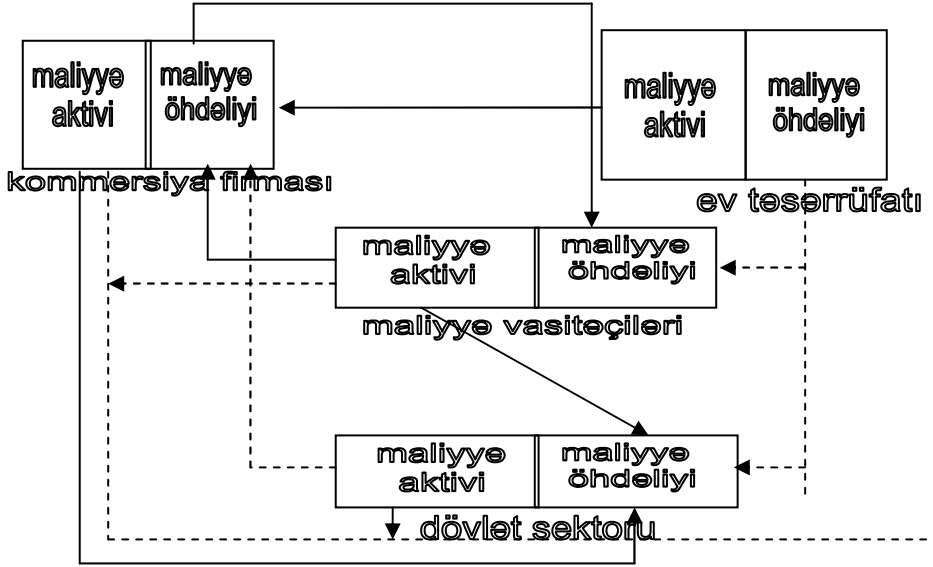 maliyyə
aktivi
maliyyə
öhdəliyi
kommersiya firması
maliyyə
aktivi
maliyyə
öhdəliyi
ev təsərrüfatı
maliyyə
aktivi
maliyyə
öhdəliyi
maliyyə vasitəçiləri
maliyyə
aktivi
maliyyə
öhdəliyi
dövlət sektoru